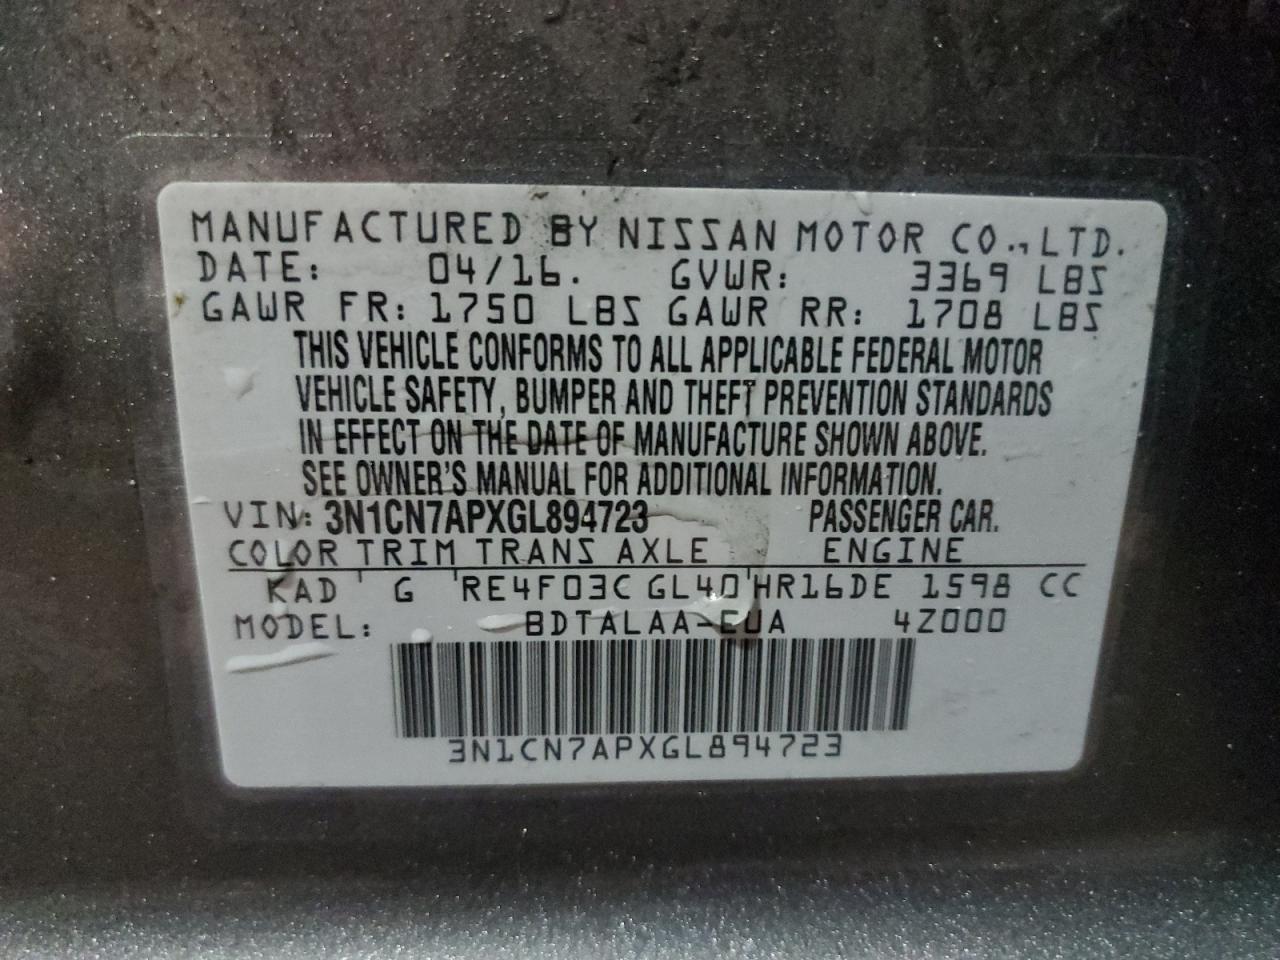 MANUFACTURED BY NISSAN MOTOR CO., LTD.
DATE: 04/16. GVWR: 3369 LBS
GAWR FR: 1750 LBS GAWR RR: 1708 LBS
THIS VEHICLE CONFORMS TO ALL APPLICABLE FEDERAL MOTOR
VEHICLE SAFETY, BUMPER AND THEFT PREVENTION STANDARDS
IN EFFECT ON THE DATE OF MANUFACTURE SHOWN ABOVE.
SEE OWNER'S MANUAL FOR ADDITIONAL INFORMATION.
VIN: 3N1CN7APXGL894723 PASSENGER CAR.
COLOR TRIM TRANS AXLE ENGINE
KAD G RE4F03C GL40 HR16DE 1598 CC
MODEL: BDTALAA-EUA 4Z000
3N1CN7APXGL894723